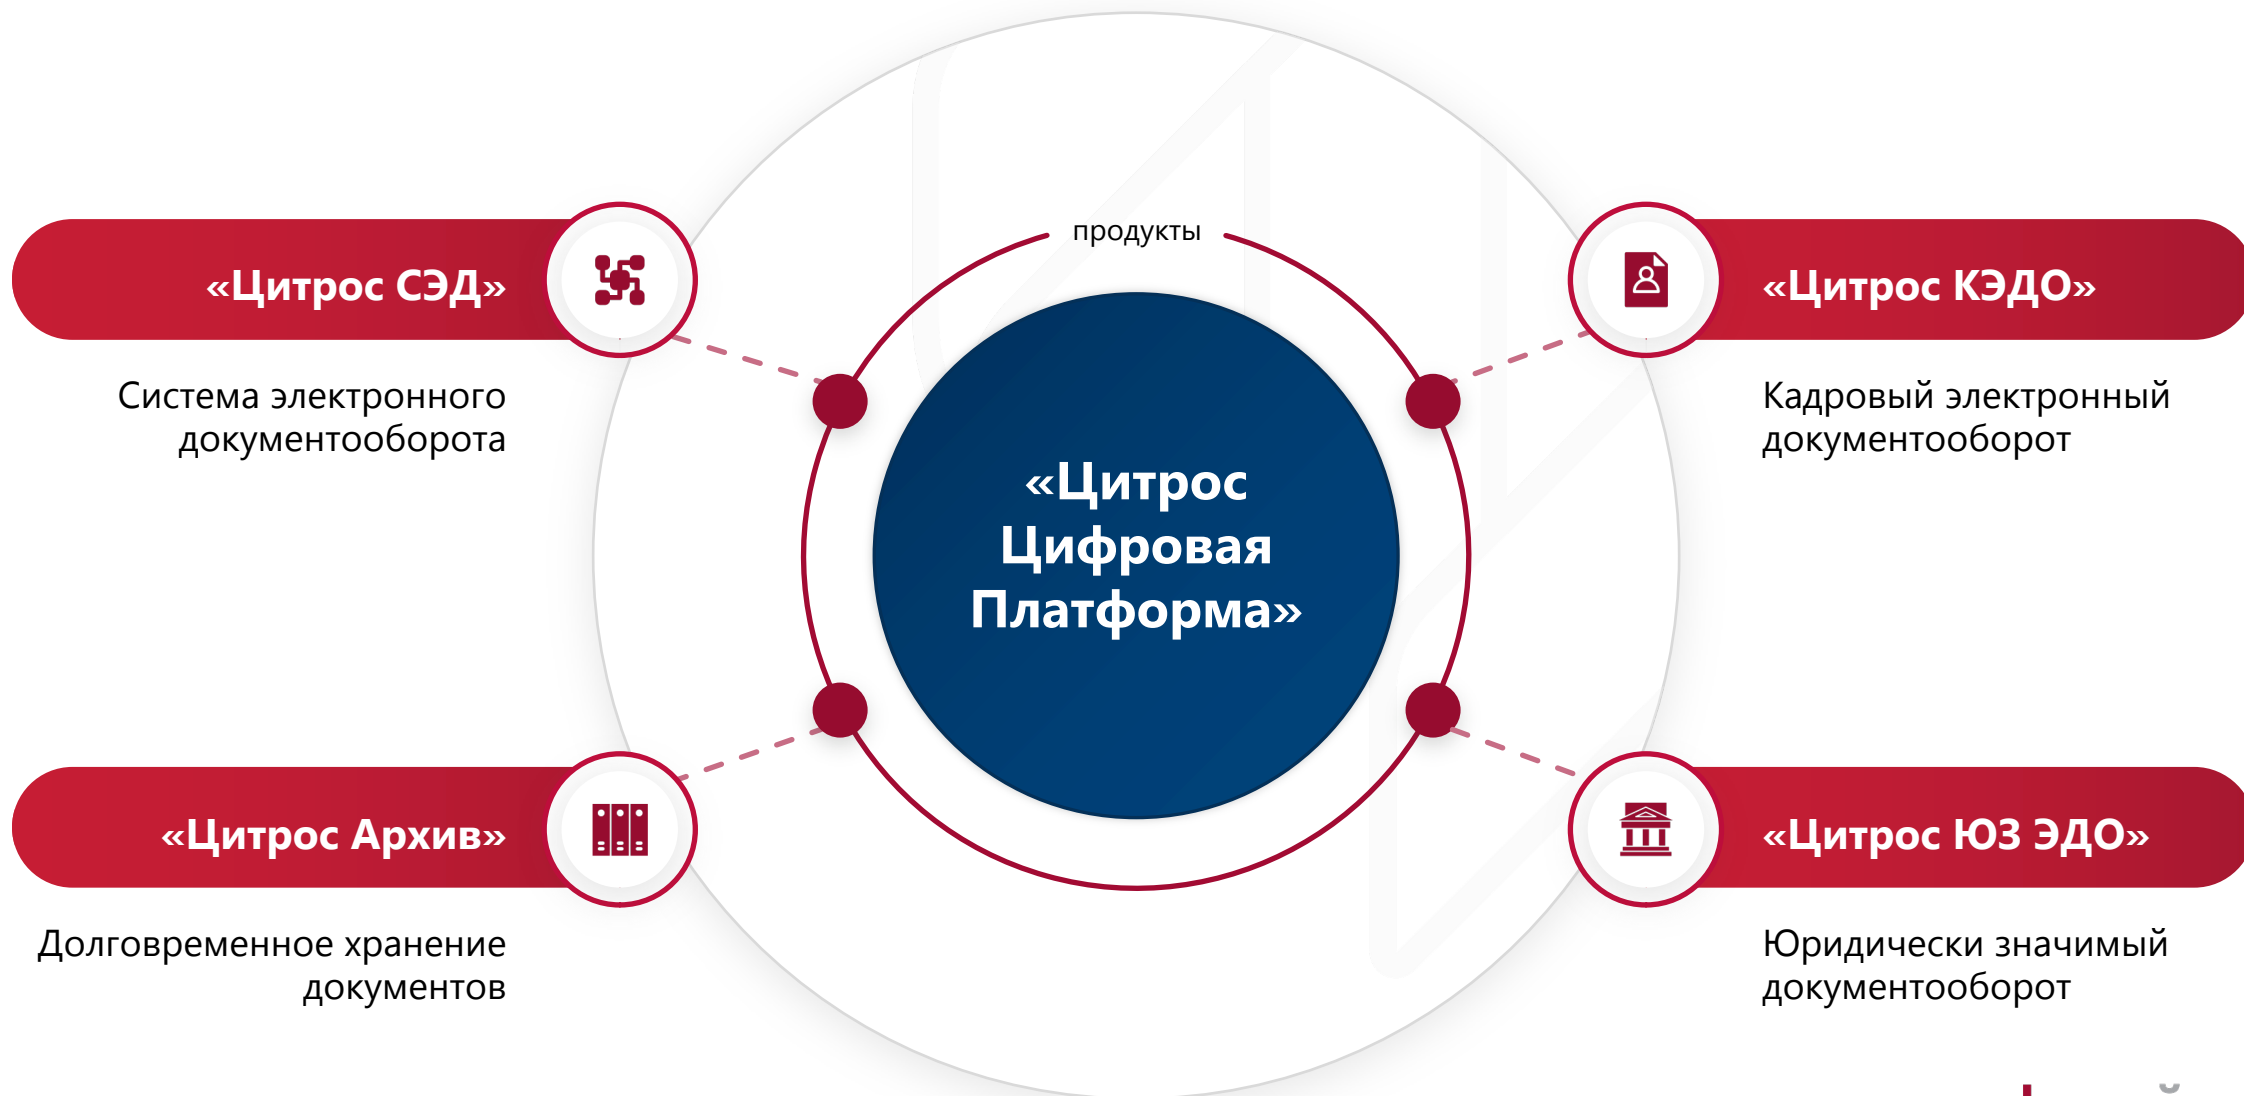 продукты
«Цитрос СЭД»
Система электронного
документооборота
«Цитрос КЭДО»
Кадровый электронный
документооборот
«Цитрос
Цифровая
Платформа»
«Цитрос Архив»
Долговременное хранение
документов
«Цитрос ЮЗ ЭДО»
Юридически значимый
документооборот